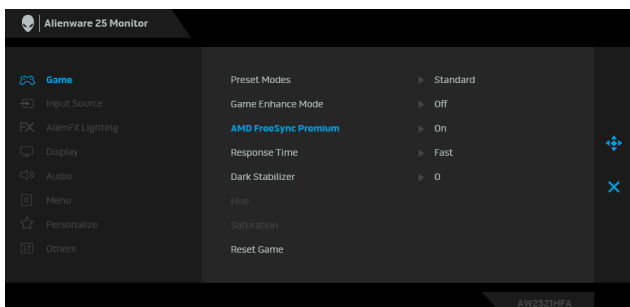 Alienware 25 Monitor
Game
Preset Modes
Standard
Input Source
Game Enhance Mode
Off
FX AlienFX Lighting
AMD FreeSync Premium
On
Display
Response Time
Fast
Audio
Dark Stabilizer
0
Menu
Hue
Personalize
Saturation
Others
Reset Game
AW2521HFA